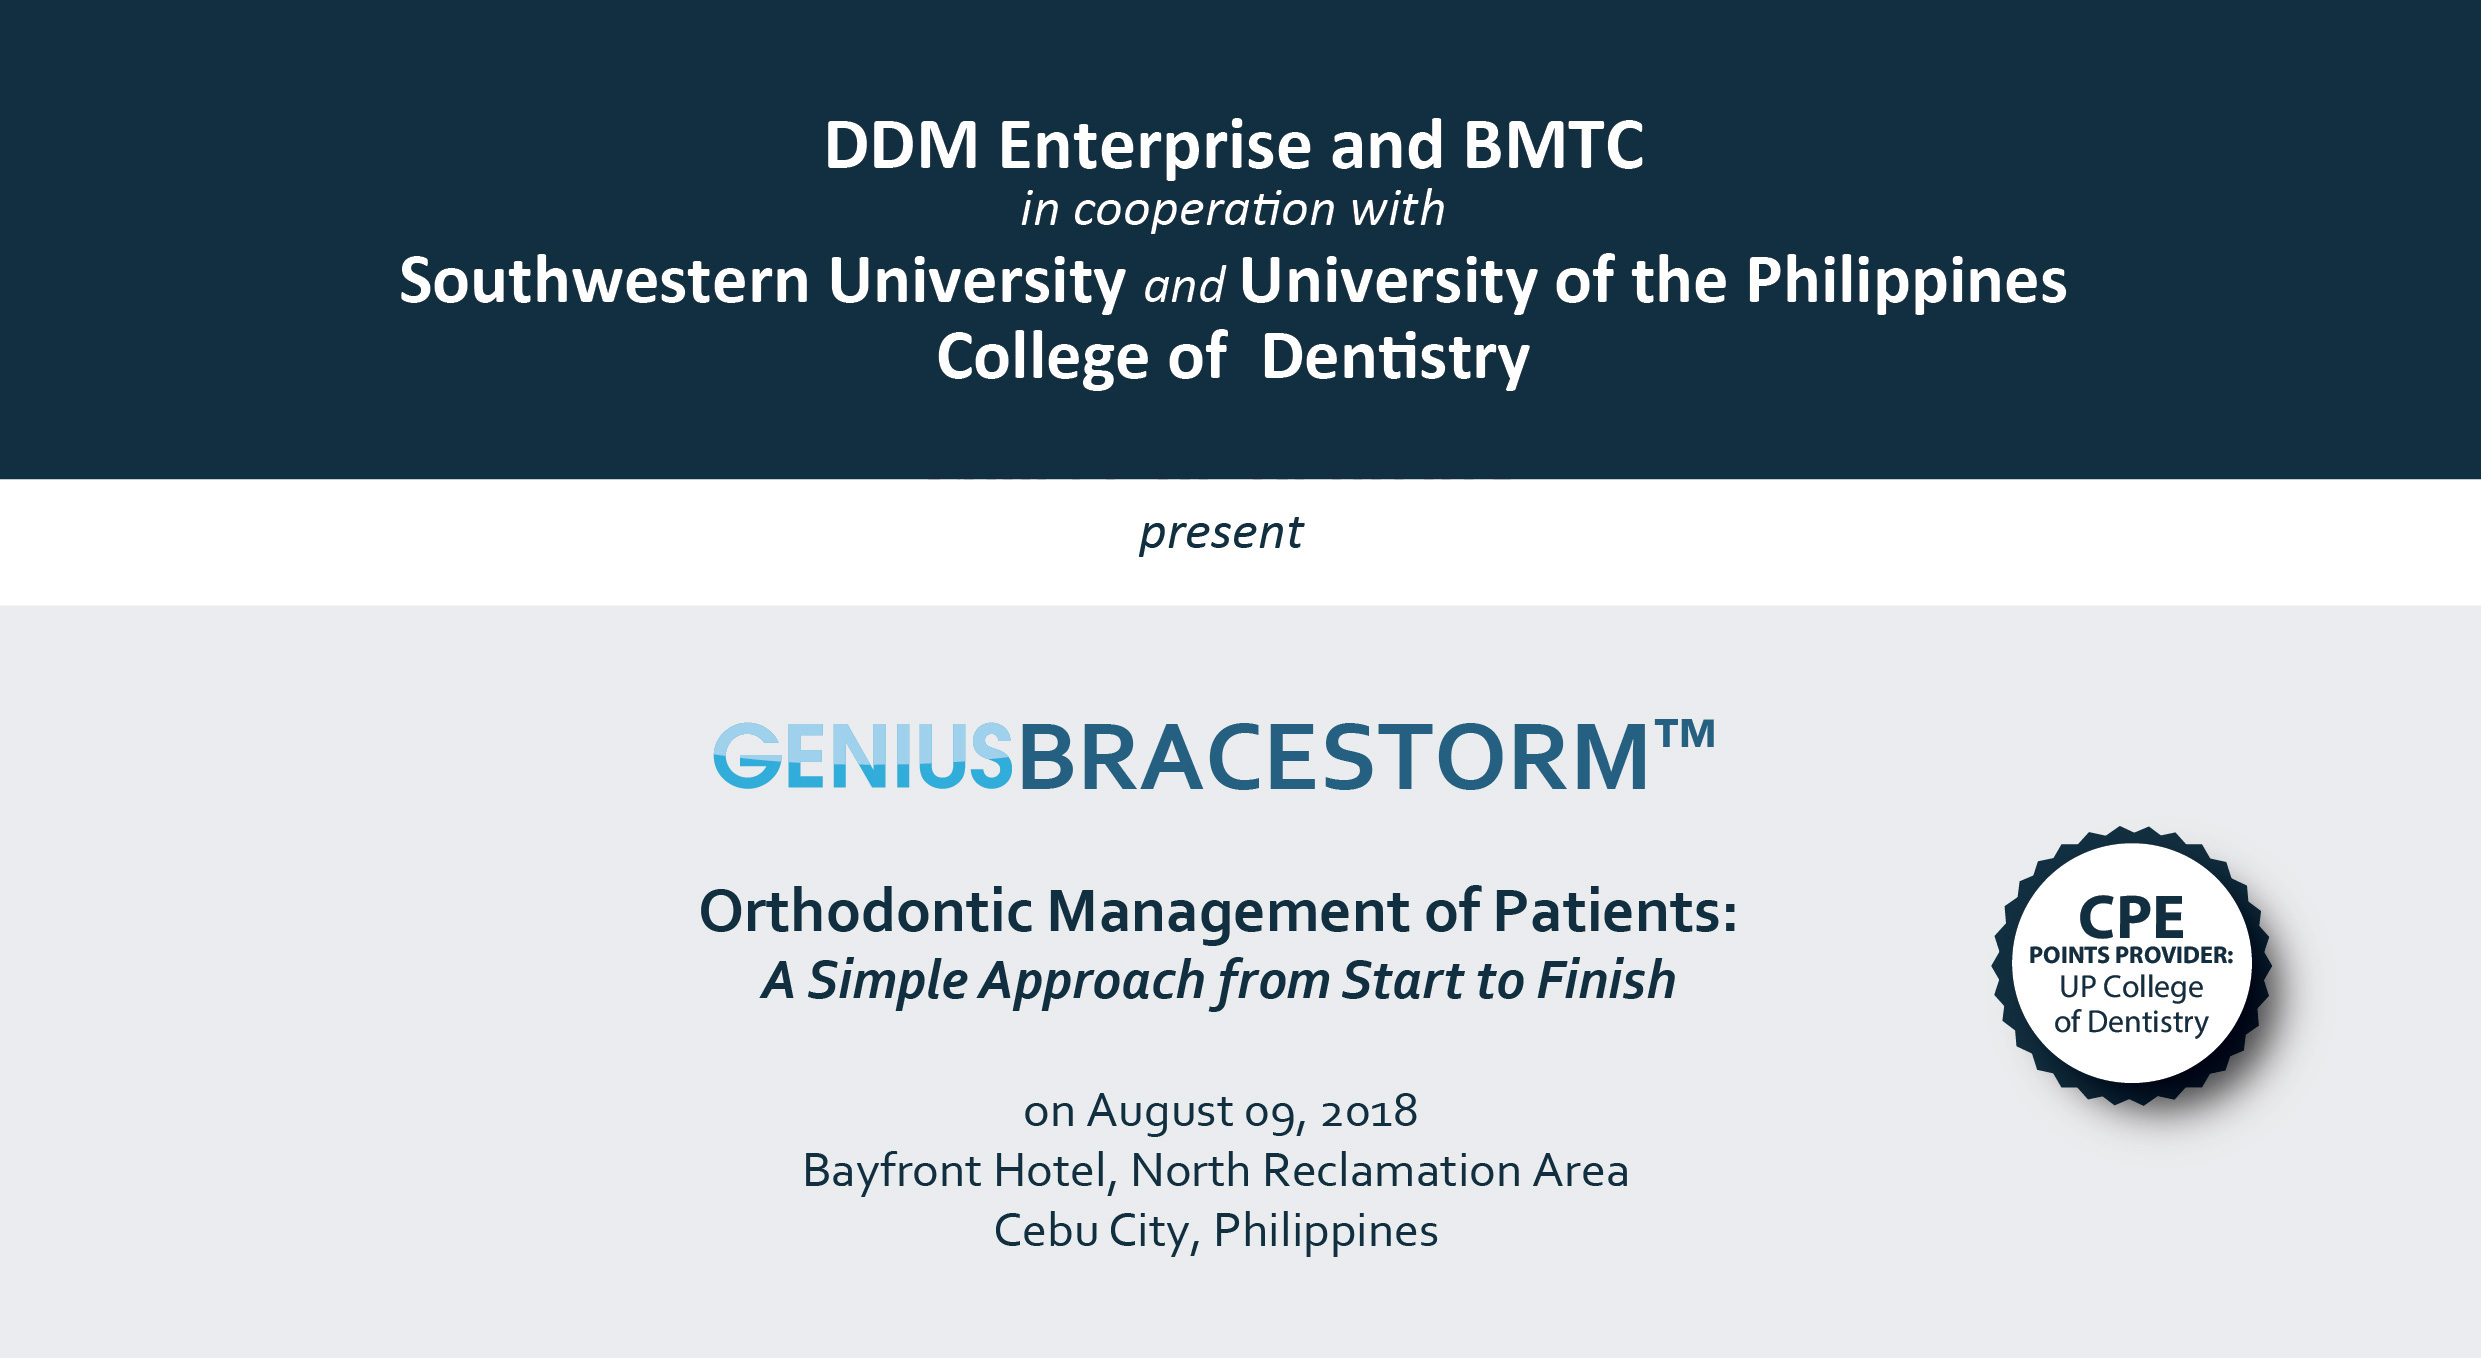 DDM Enterprise and BMTC
in cooperation with
Southwestern University and University of the Philippines
College of Dentistry
present
GENIUSBRACESTORM™
Orthodontic Management of Patients:
A Simple Approach from Start to Finish
CPE
POINTS PROVIDER:
UP College
of Dentistry
on August 09, 2018
Bayfront Hotel, North Reclamation Area
Cebu City, Philippines